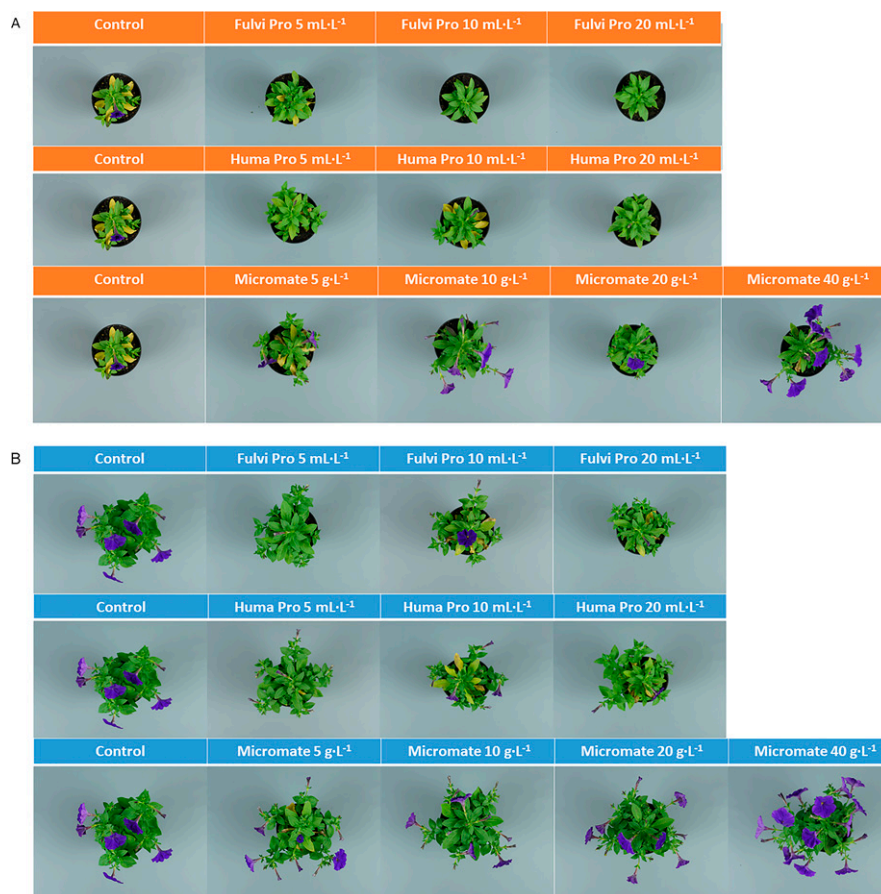 A
Control Fulvi Pro 5 mL·L⁻¹ Fulvi Pro 10 mL·L⁻¹ Fulvi Pro 20 mL·L⁻¹
Control Huma Pro 5 mL·L⁻¹ Huma Pro 10 mL·L⁻¹ Huma Pro 20 mL·L⁻¹
Control Micromate 5 g·L⁻¹ Micromate 10 g·L⁻¹ Micromate 20 g·L⁻¹ Micromate 40 g·L⁻¹
B
Control Fulvi Pro 5 mL·L⁻¹ Fulvi Pro 10 mL·L⁻¹ Fulvi Pro 20 mL·L⁻¹
Control Huma Pro 5 mL·L⁻¹ Huma Pro 10 mL·L⁻¹ Huma Pro 20 mL·L⁻¹
Control Micromate 5 g·L⁻¹ Micromate 10 g·L⁻¹ Micromate 20 g·L⁻¹ Micromate 40 g·L⁻¹